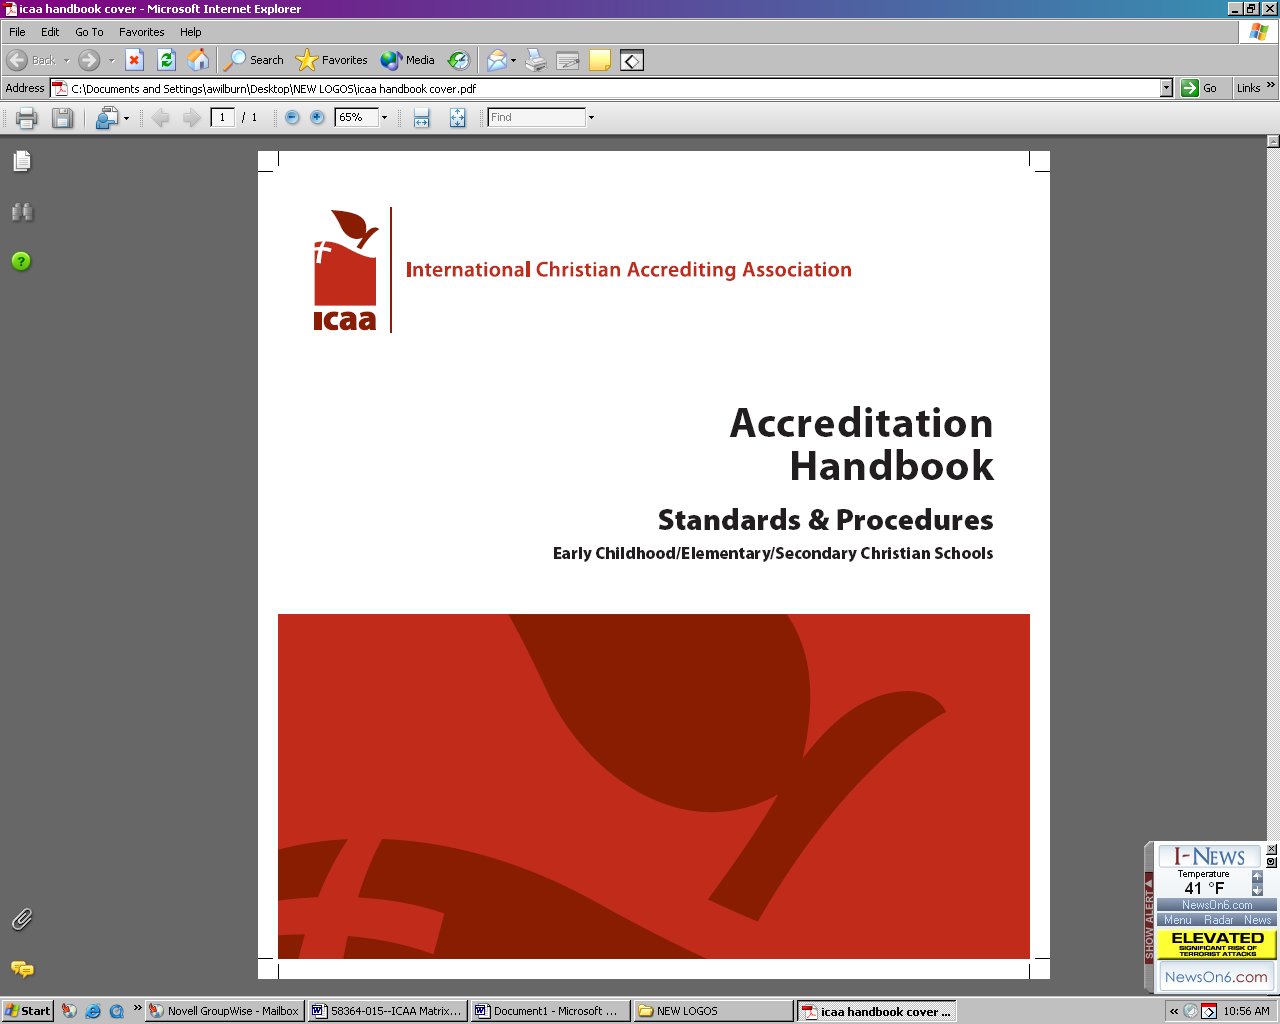 icaa handbook cover - Microsoft Internet Explorer
File Edit Go To Favorites Help
Back Search Favorites Media
Address C:\Documents and Settings\awilburn\Desktop\NEW LOGOS\icaa handbook cover.pdf Go Links »
1 / 1 65% Find
International Christian Accrediting Association
icaa
Accreditation
Handbook
Standards & Procedures
Early Childhood/Elementary/Secondary Christian Schools
I-NEWS
Temperature
41 °F
NewsOn6.com
Menu Radar News
SHOW ALERT
ELEVATED
SIGNIFICANT RISK OF
TERRORIST ATTACKS
NewsOn6.com
Start » Novell GroupWise - Mailbox 58364-015--ICAA Matrix... Document1 - Microsoft ... NEW LOGOS icaa handbook cover ... « 10:56 AM